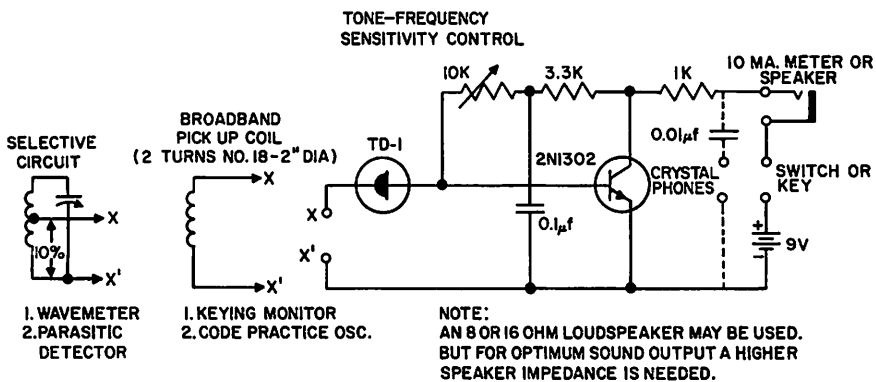 TONE-FREQUENCY
SENSITIVITY CONTROL
10K
3.3K
1K
10 MA. METER OR
SPEAKER
SELECTIVE
CIRCUIT
BROADBAND
PICK UP COIL
(2 TURNS NO. 18-2" DIA)
TD-1
2N1302
0.01µf
CRYSTAL
PHONES
SWITCH OR
KEY
X
X
X
10%
0.1µf
X'
X'
X'
+
9V
-
1. WAVEMETER
2. PARASITIC
DETECTOR
1. KEYING MONITOR
2. CODE PRACTICE OSC.
NOTE:
AN 8 OR 16 OHM LOUDSPEAKER MAY BE USED.
BUT FOR OPTIMUM SOUND OUTPUT A HIGHER
SPEAKER IMPEDANCE IS NEEDED.